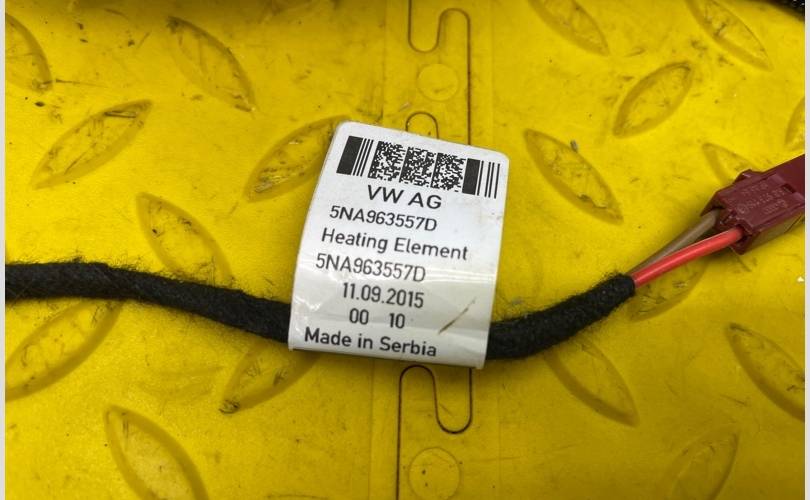 VW AG
5NA963557D
Heating Element
5NA963557D
11.09.2015
00 10
Made in Serbia